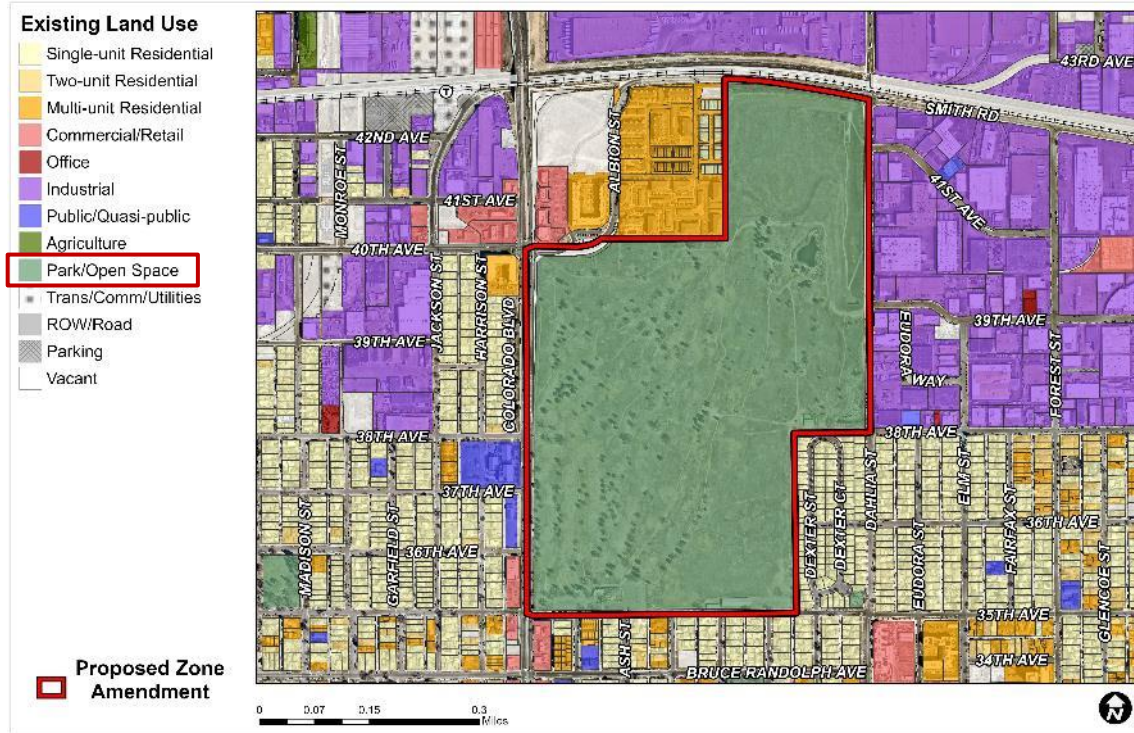 Existing Land Use
Single-unit Residential
Two-unit Residential
Multi-unit Residential
Commercial/Retail
Office
Industrial
Public/Quasi-public
Agriculture
Park/Open Space
Trans/Comm/Utilities
ROW/Road
Parking
Vacant
Proposed Zone
Amendment
43RD AVE
SMITH RD
T
42ND AVE
MONROE ST
ALBION ST
41ST AVE
41ST AVE
40TH AVE
JACKSON ST
HARRISON ST
COLORADO BLVD
39TH AVE
39TH AVE
EUDORA
WAY
FOREST ST
38TH AVE
38TH AVE
37TH AVE
MADISON ST
GARFIELD ST
36TH AVE
36TH AVE
DEXTER ST
DEXTER CT
DAHLIA ST
EUDORA ST
ELM ST
FAIRFAX ST
GLENCOE ST
35TH AVE
ASH ST
BRUCE RANDOLPH AVE
34TH AVE
0 0.07 0.15 0.3
Miles
N